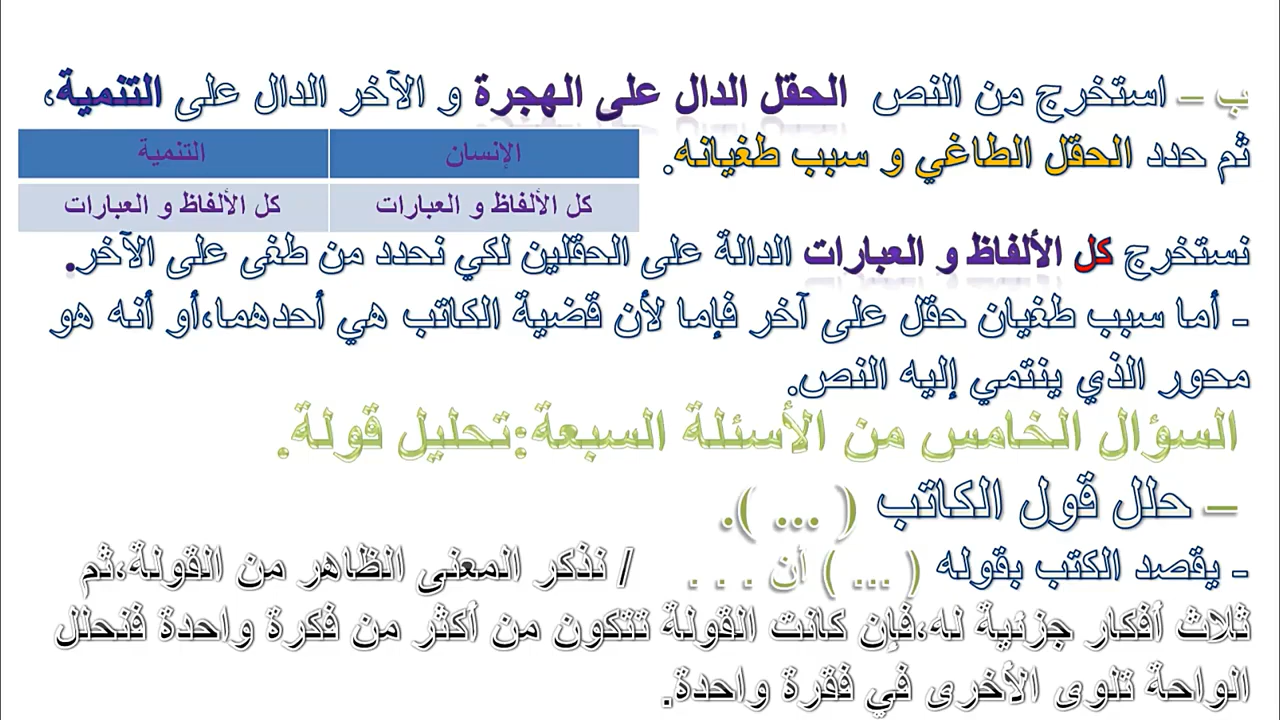 ب – استخرج من النص الحقل الدال على الهجرة و الآخر الدال على التنمية،
ثم حدد الحقل الطاغي و سبب طغيانه.
الإنسان التنمية
كل الألفاظ و العبارات كل الألفاظ و العبارات
نستخرج كل الألفاظ و العبارات الدالة على الحقلين لكي نحدد من طغى على الآخر.
- أما سبب طغيان حقل على آخر فإما لأن قضية الكاتب هي أحدهما،أو أنه هو
محور الذي ينتمي إليه النص.
السؤال الخامس من الأسئلة السبعة:تحليل قولة.
– حلل قول الكاتب ( ... ).
- يقصد الكتب بقوله ( ... ) أن . . . / نذكر المعنى الظاهر من القولة،ثم
ثلاث أفكار جزئية له،فإن كانت القولة تتكون من أكثر من فكرة واحدة فنحلل
الواحة تلوى الأخرى في فقرة واحدة.